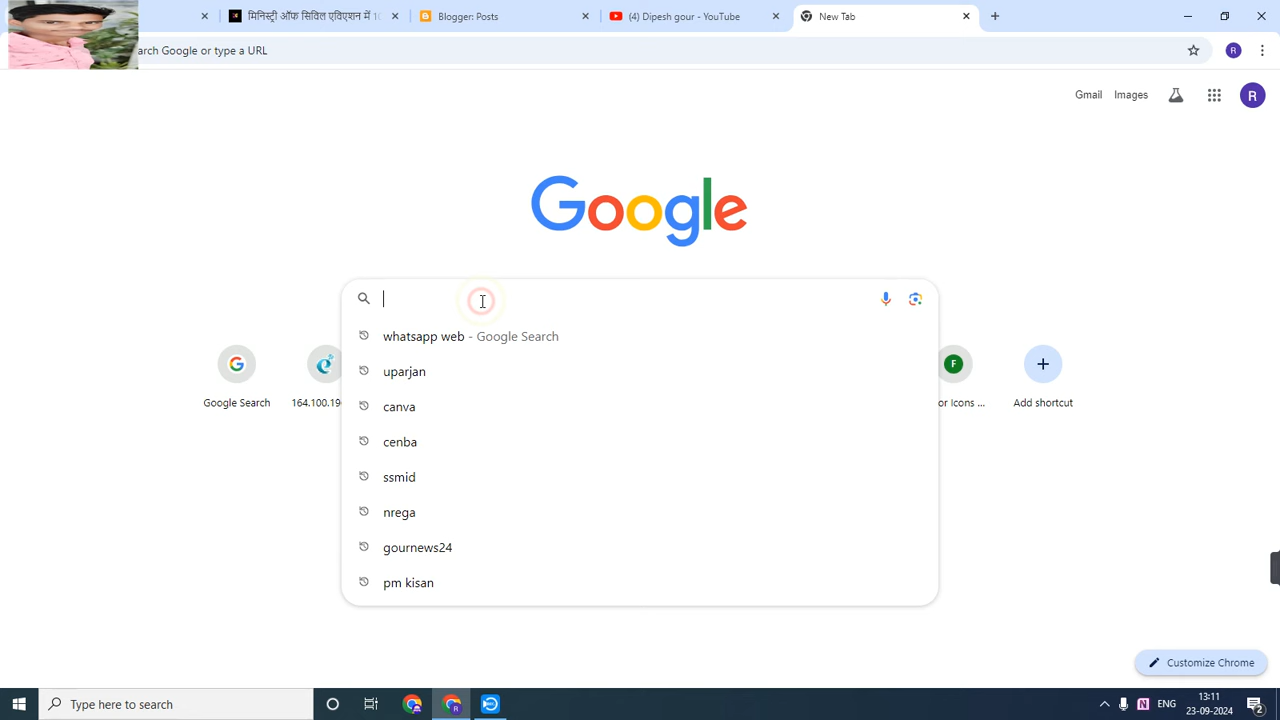 मिनिस्ट्री ऑफ सिविल एविएशन में 10
Blogger: Posts
(4) Dipesh gour - YouTube
New Tab
arch Google or type a URL
R
Gmail
Images
R
Google
whatsapp web - Google Search
uparjan
canva
cenba
ssmid
nrega
gournews24
pm kisan
G
Google Search
164.100.19
F
or Icons ...
Add shortcut
Customize Chrome
Type here to search
ENG
13:11
23-09-2024
2